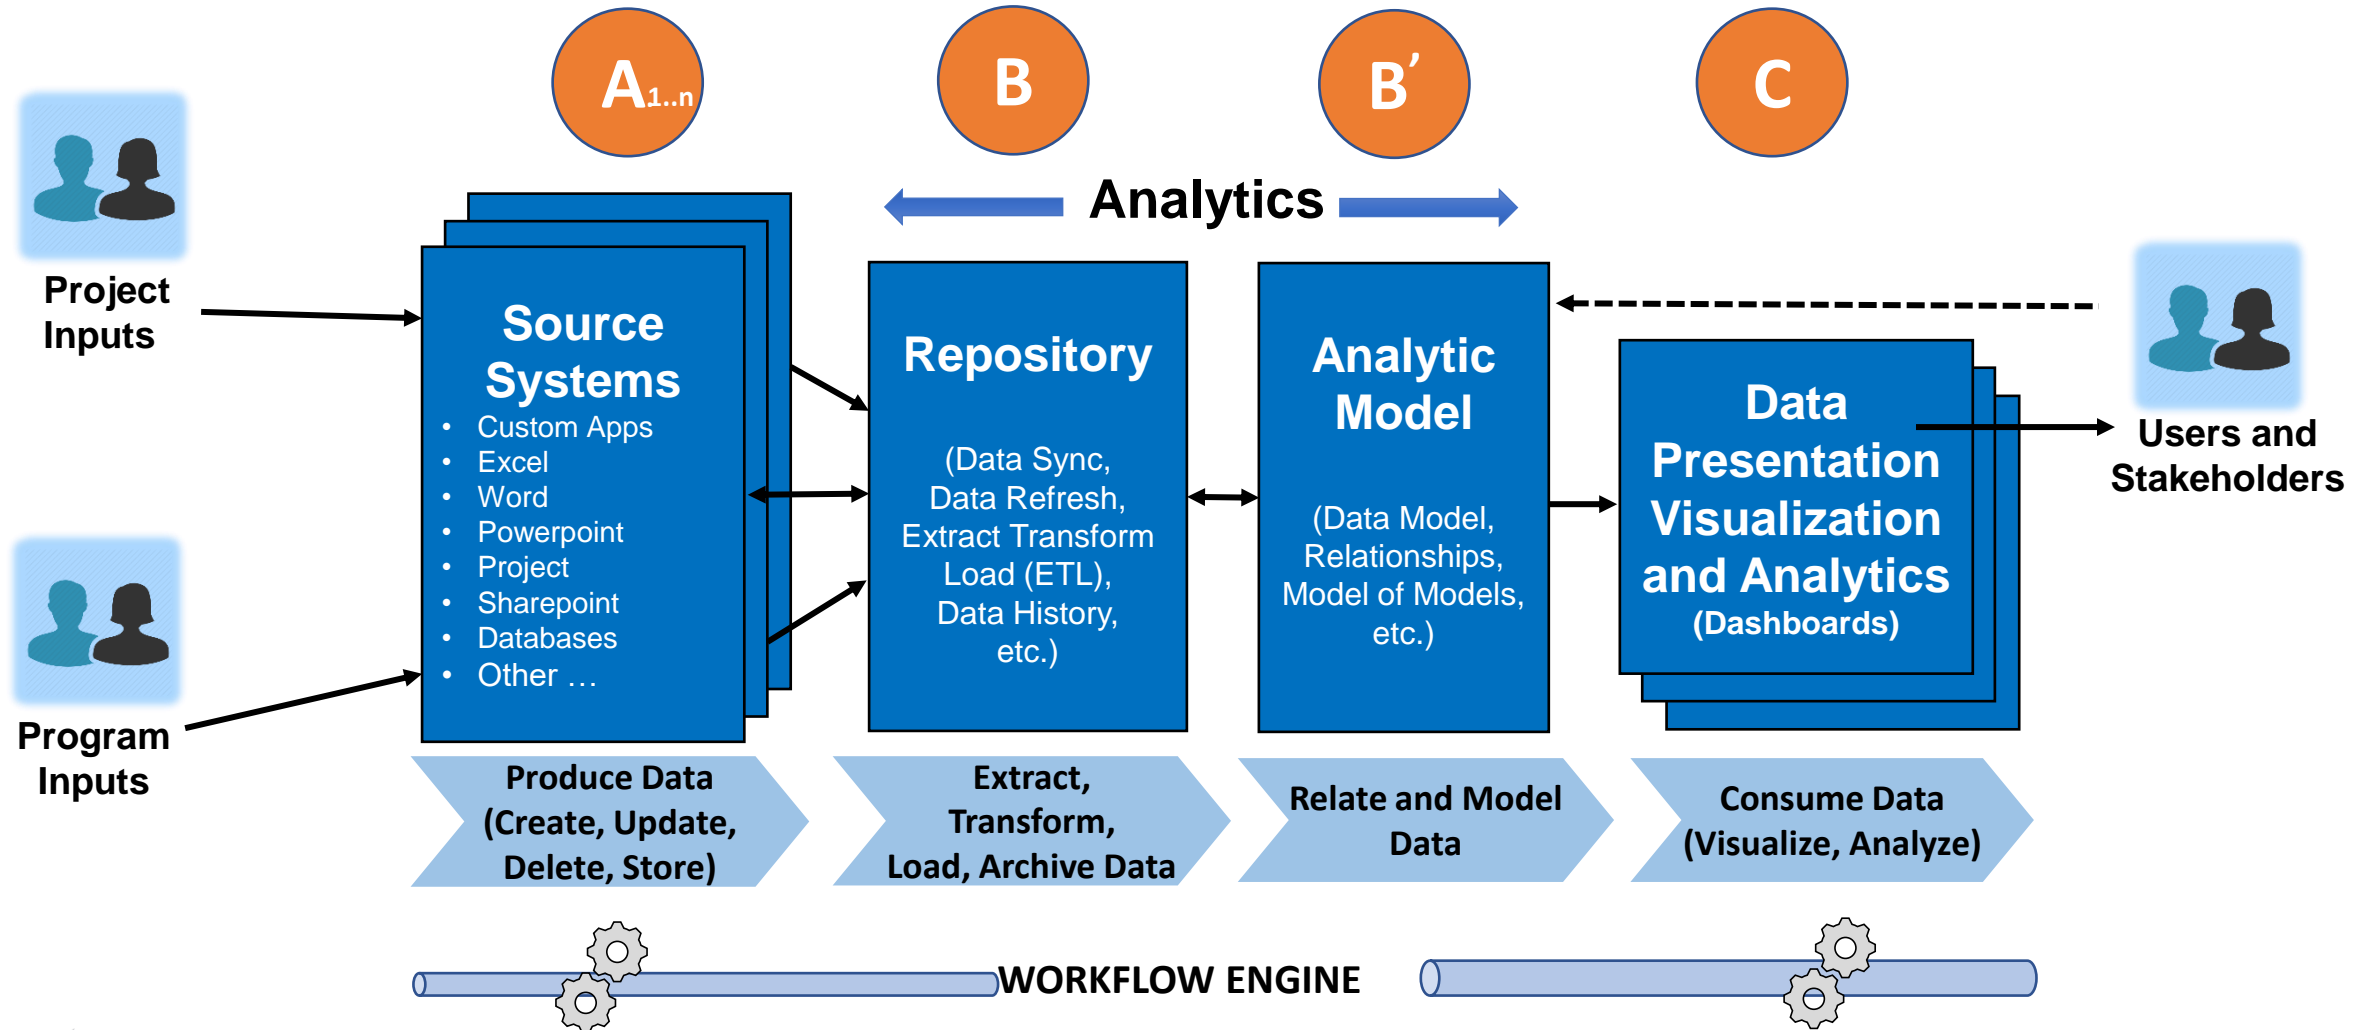 A.1..n
B
B’
C
Analytics
Project
Inputs
Program
Inputs
Source
Systems
• Custom Apps
• Excel
• Word
• Powerpoint
• Project
• Sharepoint
• Databases
• Other …
Repository
(Data Sync,
Data Refresh,
Extract Transform
Load (ETL),
Data History,
etc.)
Analytic
Model
(Data Model,
Relationships,
Model of Models,
etc.)
Data
Presentation
Visualization
and Analytics
(Dashboards)
Users and
Stakeholders
Produce Data
(Create, Update,
Delete, Store)
Extract,
Transform,
Load, Archive Data
Relate and Model
Data
Consume Data
(Visualize, Analyze)
WORKFLOW ENGINE